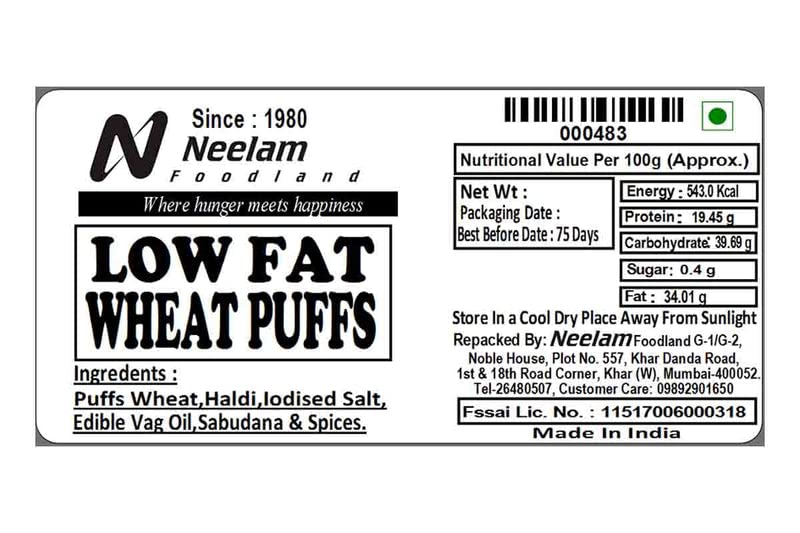 Since : 1980
Neelam
Foodland
Where hunger meets happiness
LOW FAT
WHEAT PUFFS
Ingredents :
Puffs Wheat,Haldi,Iodised Salt,
Edible Vag Oil,Sabudana & Spices.
000483
Nutritional Value Per 100g (Approx.)
Net Wt :
Packaging Date :
Best Before Date : 75 Days
Energy : 543.0 Kcal
Protein : 19.45 g
Carbohydrate: 39.69 g
Sugar : 0.4 g
Fat : 34.01 g
Store In a Cool Dry Place Away From Sunlight
Repacked By: Neelam Foodland G-1/G-2,
Noble House, Plot No. 557, Khar Danda Road,
1st & 18th Road Corner, Khar (W), Mumbai-400052.
Tel-26480507, Customer Care: 09892901650
Fssai Lic. No. : 11517006000318
Made In India